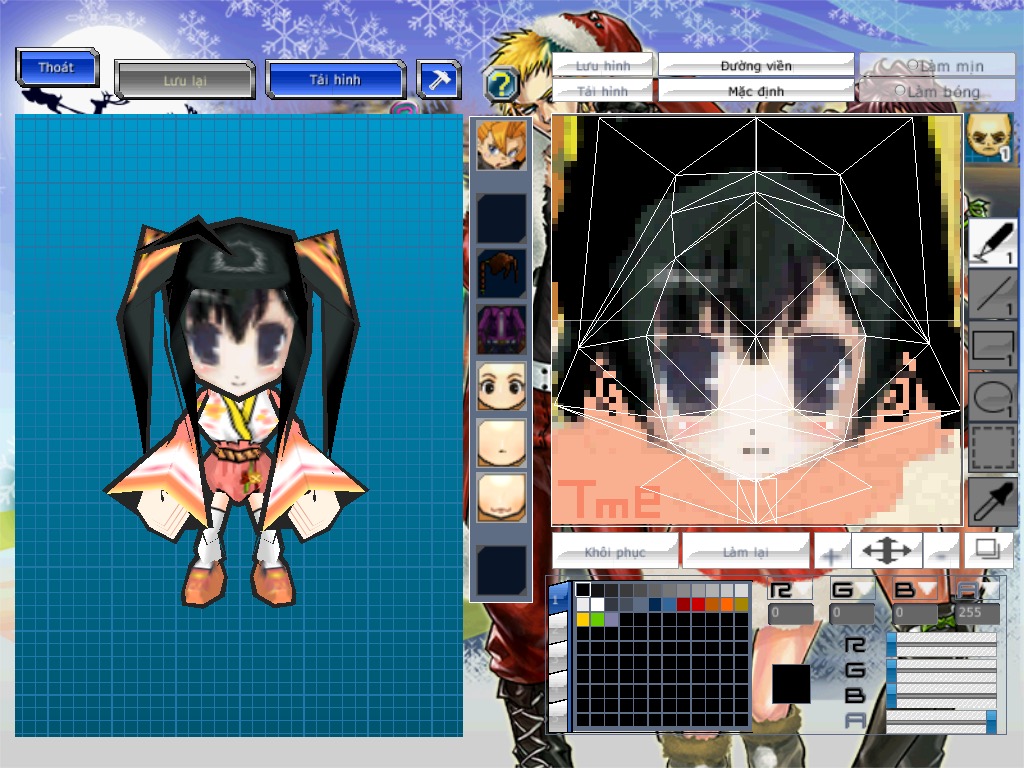 Thoát
Lưu lại
Tải hình
?
Lưu hình
Đường viền
Làm mịn
Tải hình
Mặc định
Làm bóng
1
1
1
1
1
Tme
Khôi phục
Làm lại
+
-
1
R
G
B
A
0
0
0
255
R
G
B
A